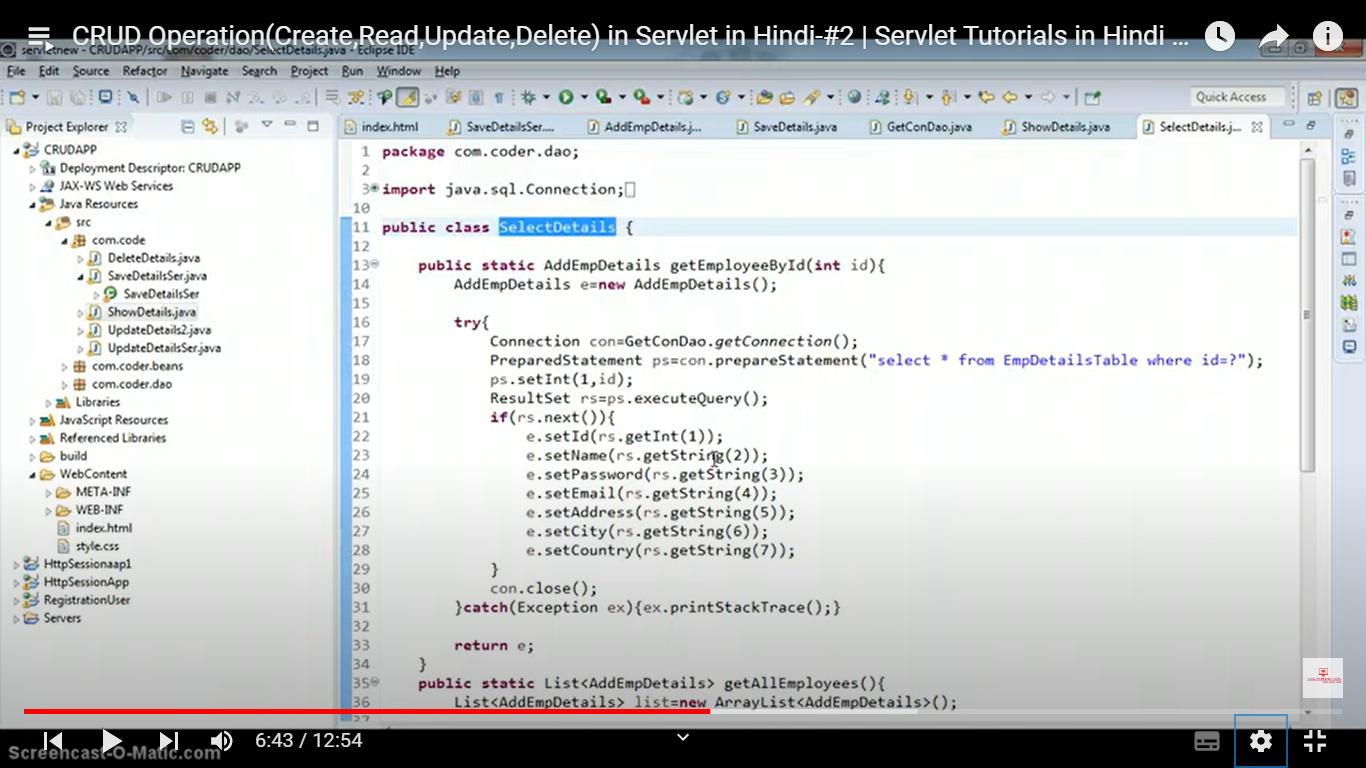 CRUD Operation(Create,Read,Update,Delete) in Servlet in Hindi-#2 | Servlet Tutorials in Hindi ...
servletnew - CRUDAPP/src/com/coder/dao/SelectDetails.java - Eclipse IDE
File Edit Source Refactor Navigate Search Project Run Window Help
Quick Access
Project Explorer
index.html SaveDetailsSer.... AddEmpDetails.j... SaveDetails.java GetConDao.java ShowDetails.java SelectDetails.j...
CRUDAPP
Deployment Descriptor: CRUDAPP
JAX-WS Web Services
Java Resources
src
com.code
DeleteDetails.java
SaveDetailsSer.java
SaveDetailsSer
ShowDetails.java
UpdateDetails2.java
UpdateDetailsSer.java
com.coder.beans
com.coder.dao
Libraries
JavaScript Resources
Referenced Libraries
build
WebContent
META-INF
WEB-INF
index.html
style.css
HttpSessionaap1
HttpSessionApp
RegistrationUser
Servers
1 package com.coder.dao;
2
3 import java.sql.Connection;
10
11 public class SelectDetails {
12
13 public static AddEmpDetails getEmployeeById(int id){
14 AddEmpDetails e=new AddEmpDetails();
15
16 try{
17 Connection con=GetConDao.getConnection();
18 PreparedStatement ps=con.prepareStatement("select * from EmpDetailsTable where id=?");
19 ps.setInt(1,id);
20 ResultSet rs=ps.executeQuery();
21 if(rs.next()){
22 e.setId(rs.getInt(1));
23 e.setName(rs.getString(2));
24 e.setPassword(rs.getString(3));
25 e.setEmail(rs.getString(4));
26 e.setAddress(rs.getString(5));
27 e.setCity(rs.getString(6));
28 e.setCountry(rs.getString(7));
29 }
30 con.close();
31 }catch(Exception ex){ex.printStackTrace();}
32
33 return e;
34 }
35 public static List<AddEmpDetails> getAllEmployees(){
36 List<AddEmpDetails> list=new ArrayList<AddEmpDetails>();
37
6:43 / 12:54
Screencast-O-Matic.com